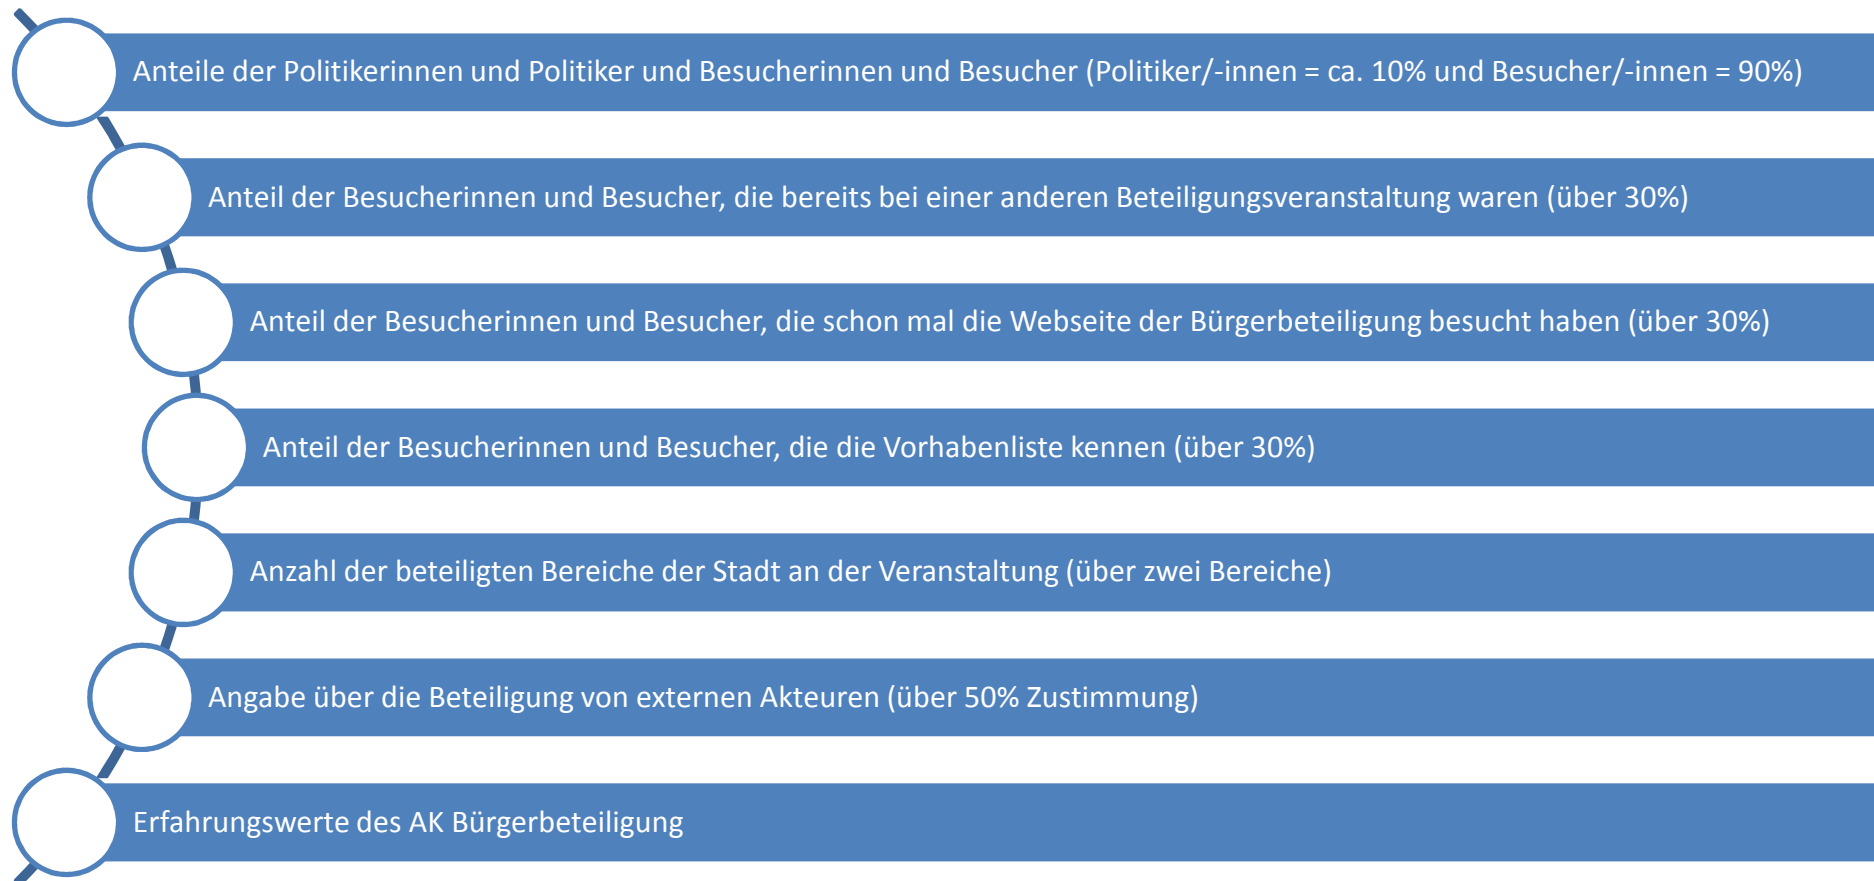 Anteile der Politikerinnen und Politiker und Besucherinnen und Besucher (Politiker/-innen = ca. 10% und Besucher/-innen = 90%)
Anteil der Besucherinnen und Besucher, die bereits bei einer anderen Beteiligungsveranstaltung waren (über 30%)
Anteil der Besucherinnen und Besucher, die schon mal die Webseite der Bürgerbeteiligung besucht haben (über 30%)
Anteil der Besucherinnen und Besucher, die die Vorhabenliste kennen (über 30%)
Anzahl der beteiligten Bereiche der Stadt an der Veranstaltung (über zwei Bereiche)
Angabe über die Beteiligung von externen Akteuren (über 50% Zustimmung)
Erfahrungswerte des AK Bürgerbeteiligung